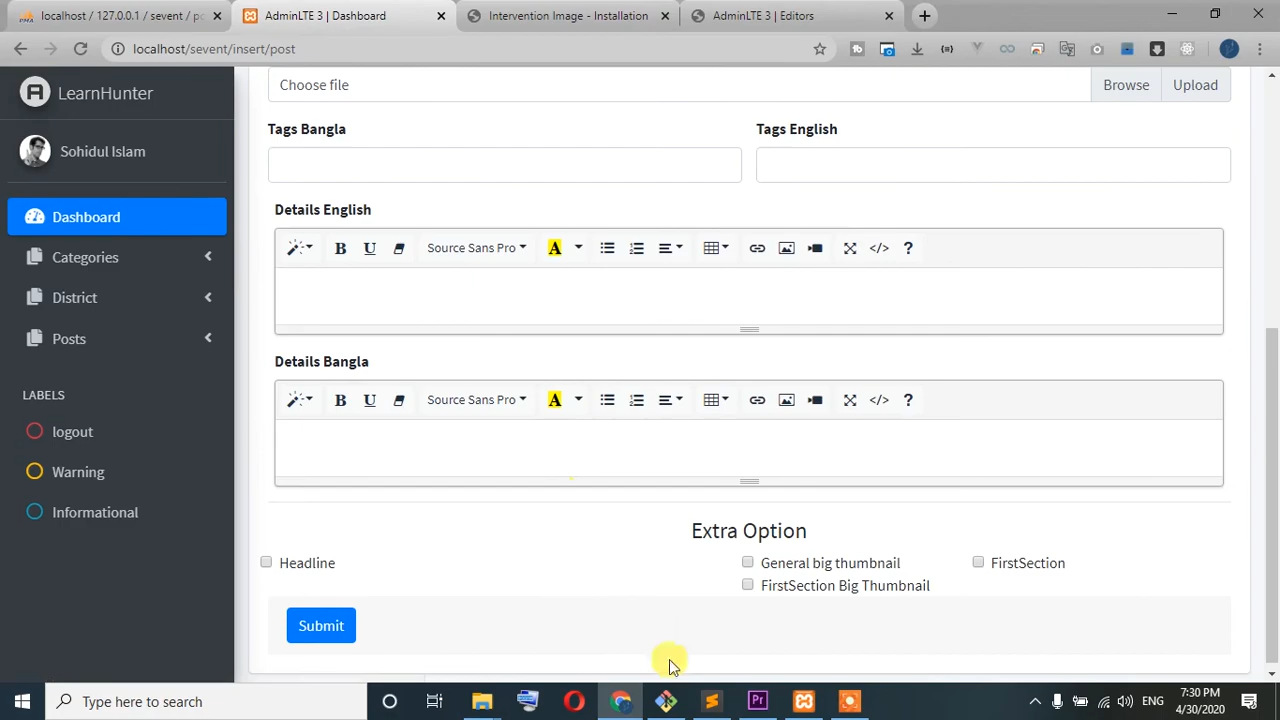 localhost / 127.0.0.1 / sevent / po
AdminLTE 3 | Dashboard
Intervention Image - Installation
AdminLTE 3 | Editors
localhost/sevent/insert/post
LearnHunter
Choose file
Browse
Upload
Tags Bangla
Tags English
Sohidul Islam
Dashboard
Details English
B U Source Sans Pro A </> ?
Categories
District
Posts
Details Bangla
B U Source Sans Pro A </> ?
LABELS
logout
Warning
Informational
Extra Option
Headline
General big thumbnail
FirstSection
FirstSection Big Thumbnail
Submit
Type here to search
ENG
7:30 PM
4/30/2020